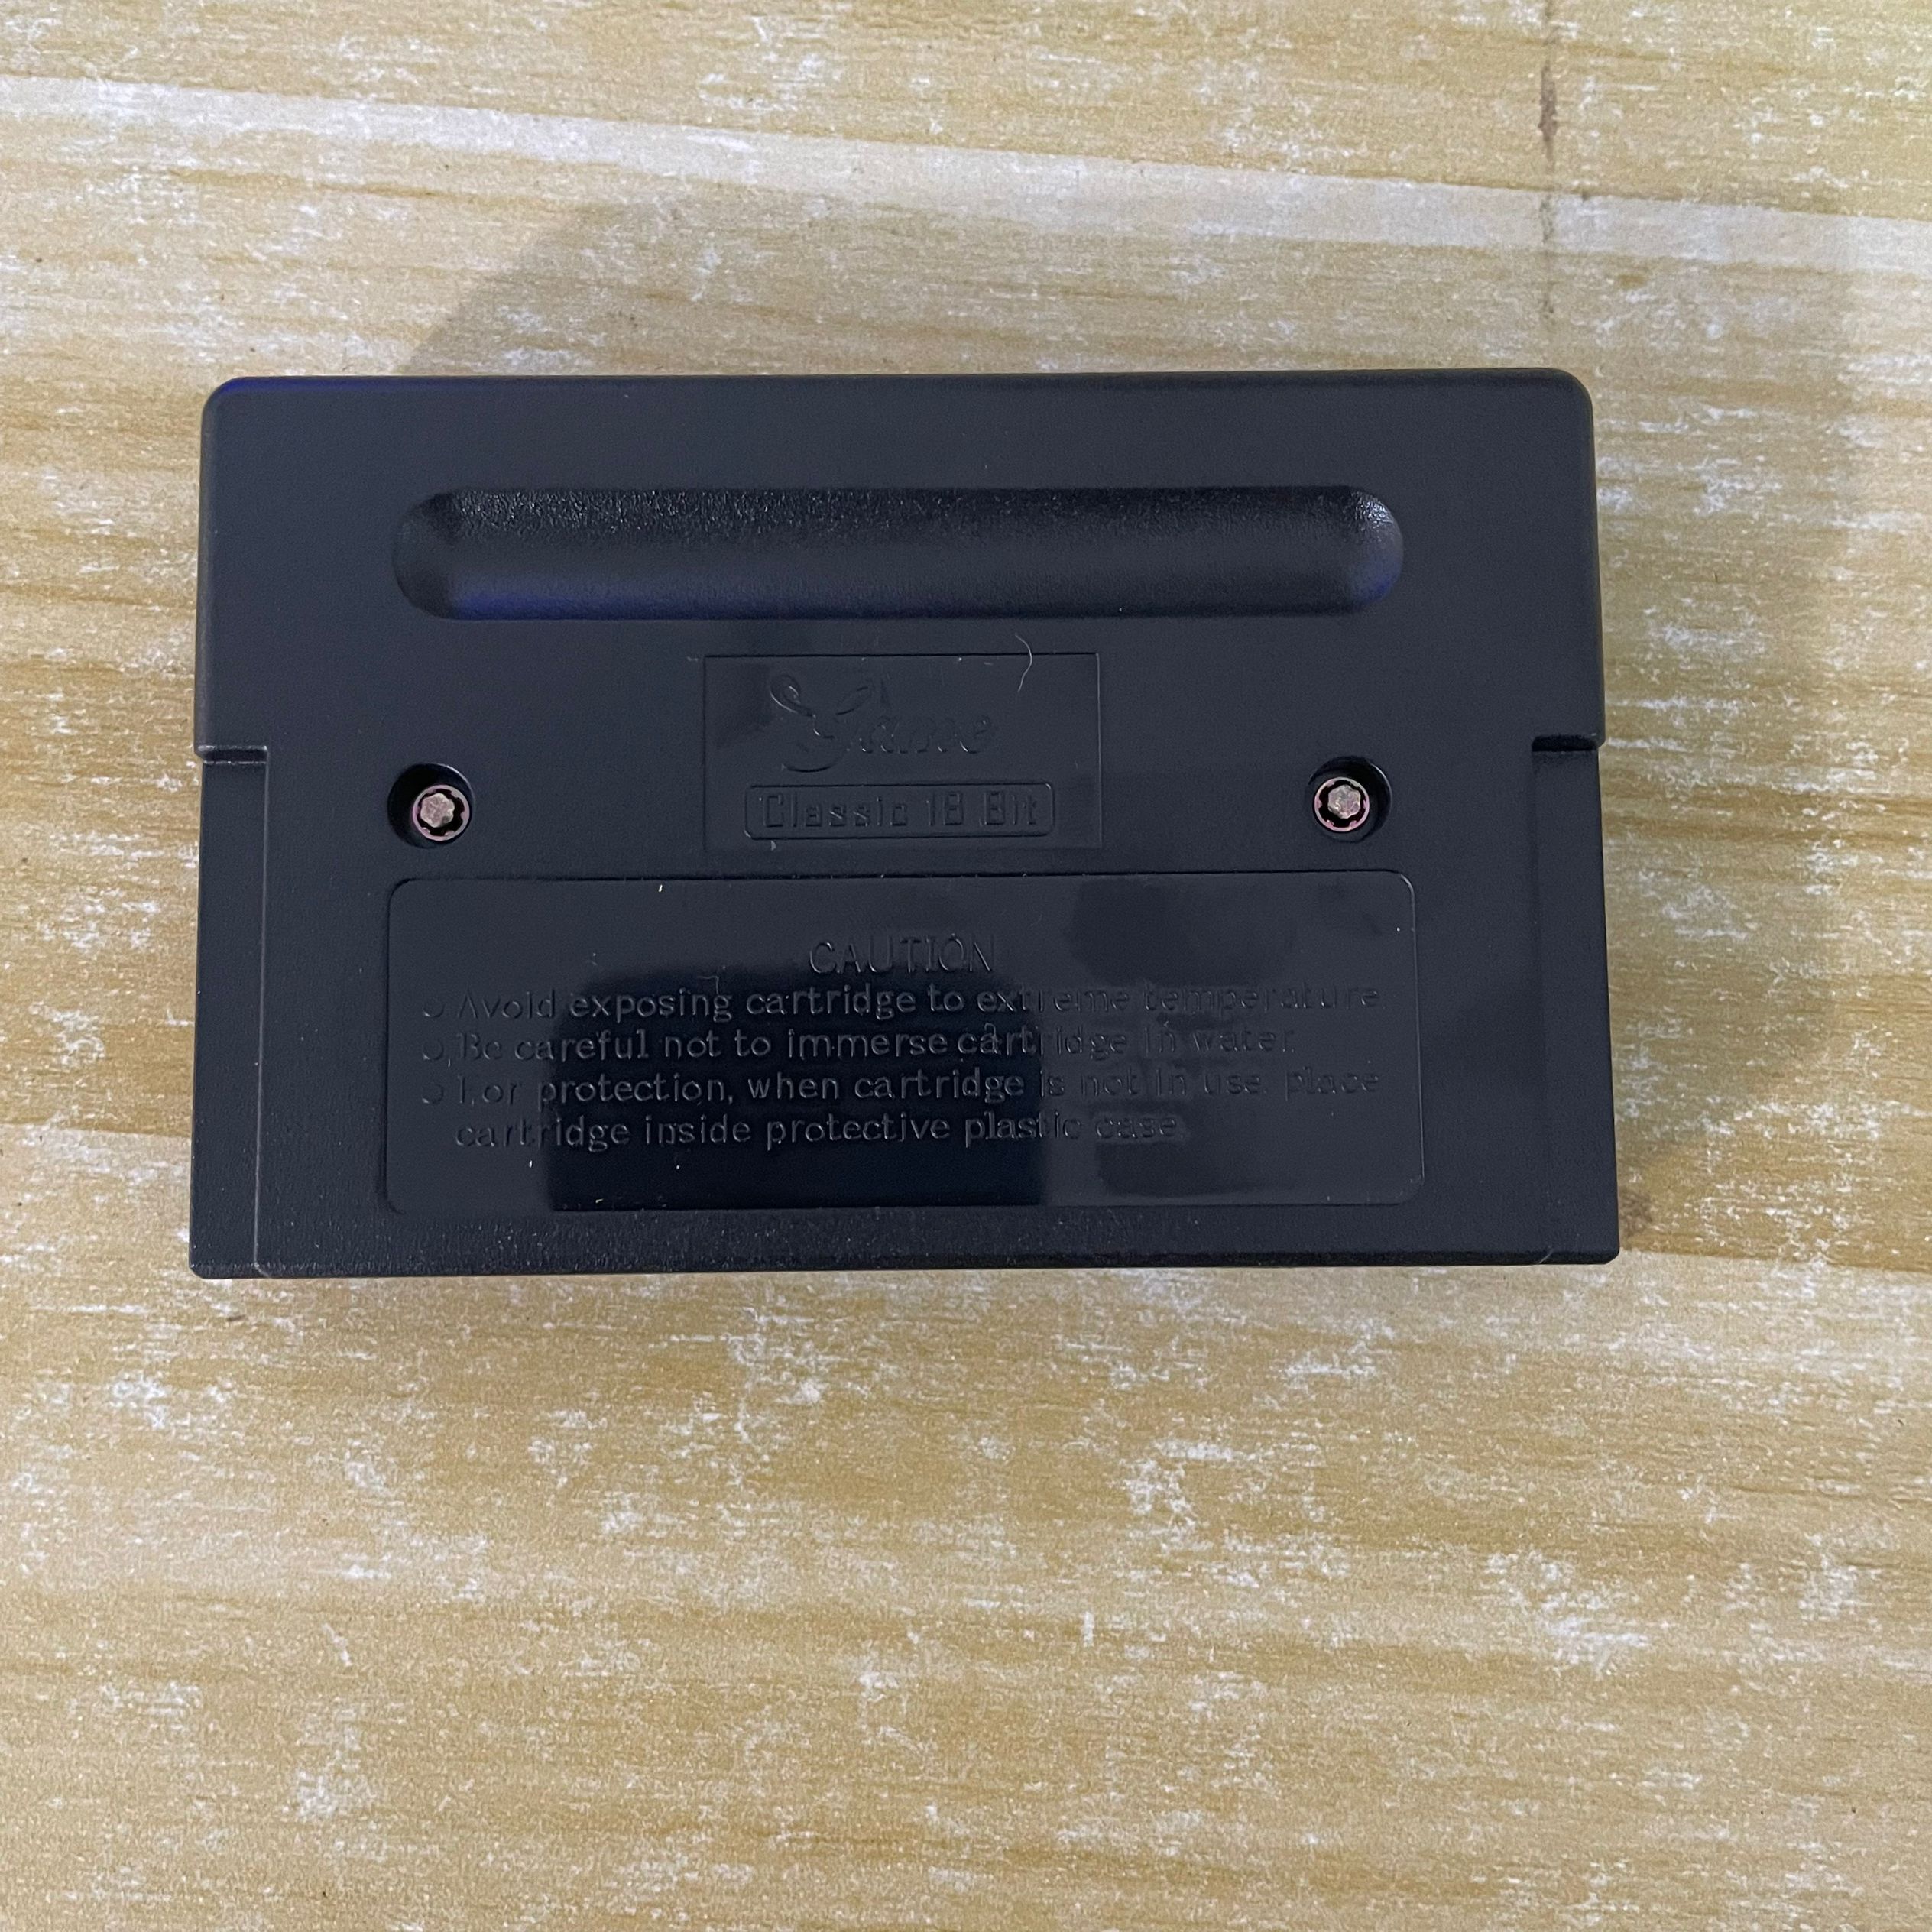 Game
Classic 16 Bit
CAUTION
Avoid exposing cartridge to extreme temperature.
Be careful not to immerse cartridge in water.
For protection, when cartridge is not in use. place
cartridge inside protective plastic case